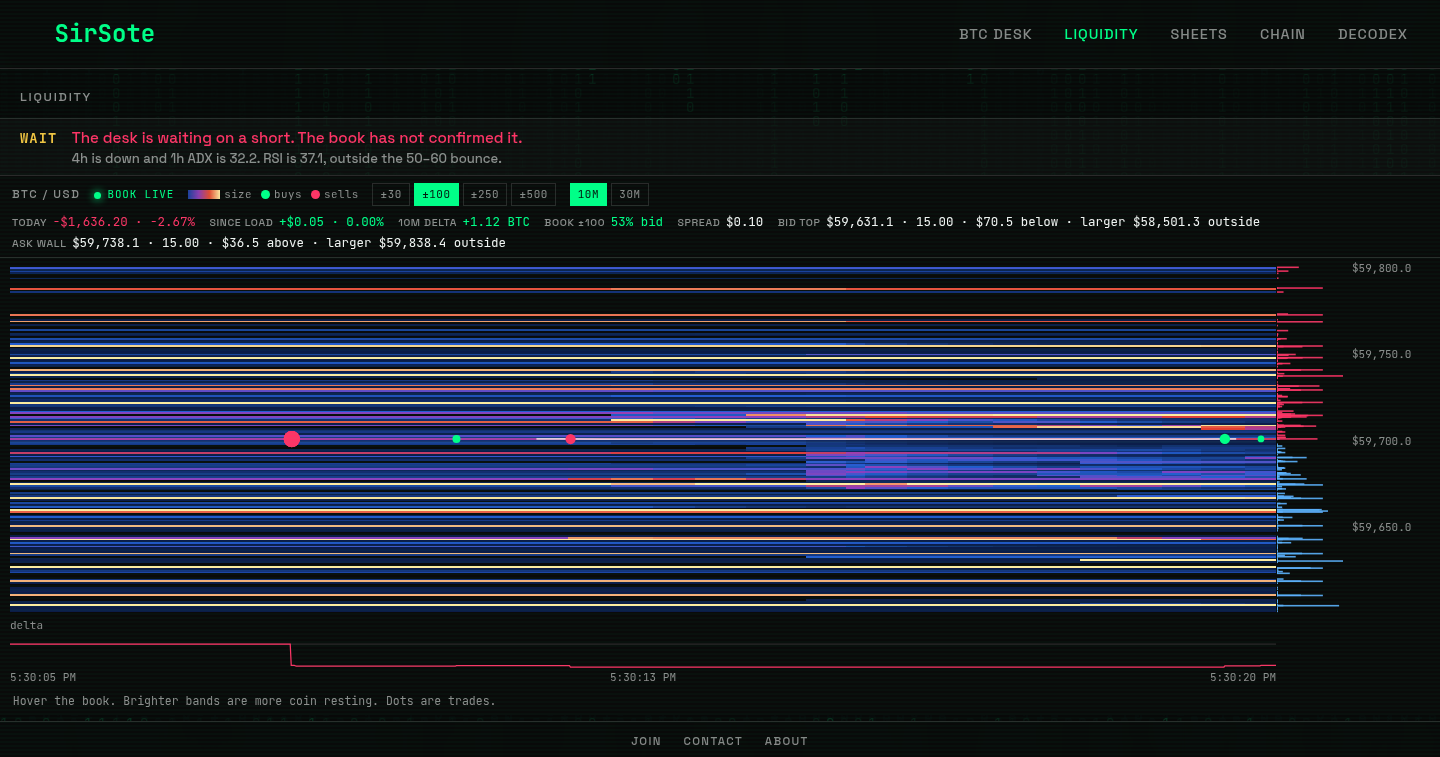 SirSote
BTC DESK LIQUIDITY SHEETS CHAIN DECODEX
LIQUIDITY
WAIT The desk is waiting on a short. The book has not confirmed it.
4h is down and 1h ADX is 32.2. RSI is 37.1, outside the 50–60 bounce.
BTC / USD BOOK LIVE size buys sells ±30 ±100 ±250 ±500 10M 30M
TODAY -$1,636.20 · -2.67% SINCE LOAD +$0.05 · 0.00% 10M DELTA +1.12 BTC BOOK ±100 53% bid SPREAD $0.10 BID TOP $59,631.1 · 15.00 · $70.5 below · larger $58,501.3 outside
ASK WALL $59,738.1 · 15.00 · $36.5 above · larger $59,838.4 outside
$59,800.0
$59,750.0
$59,700.0
$59,650.0
delta
5:30:05 PM 5:30:13 PM 5:30:20 PM
Hover the book. Brighter bands are more coin resting. Dots are trades.
JOIN CONTACT ABOUT